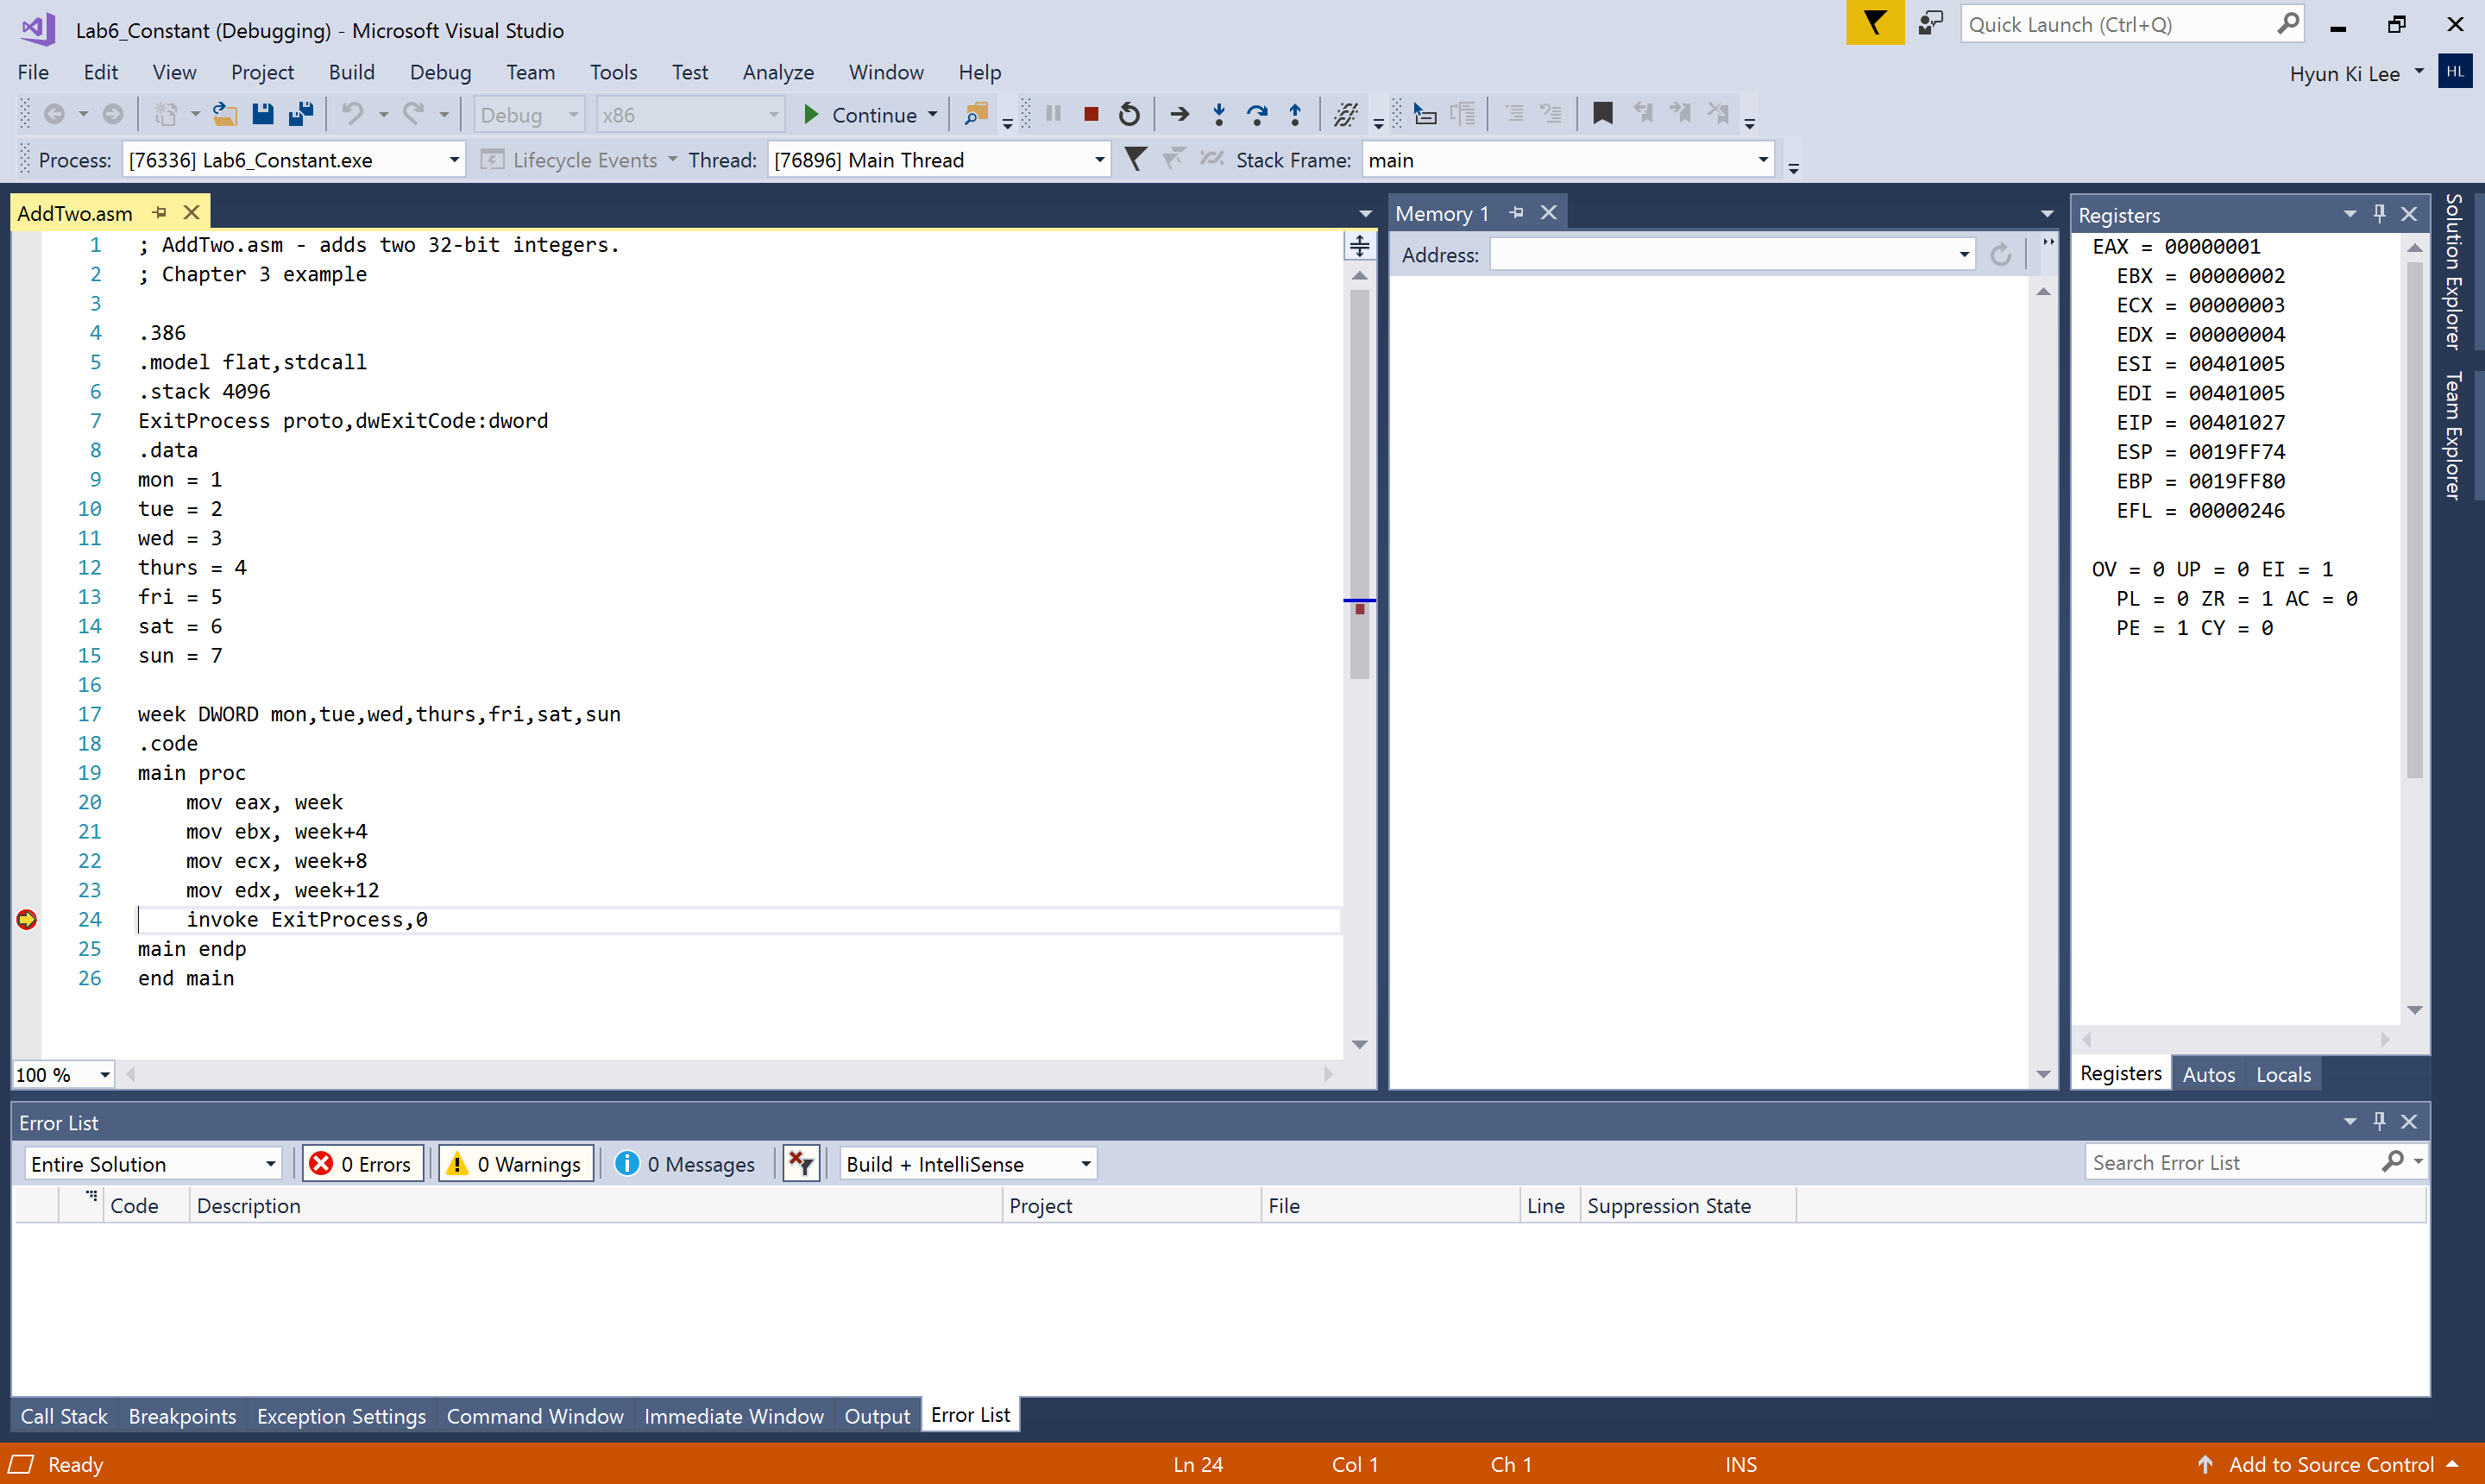 Lab6_Constant (Debugging) - Microsoft Visual Studio
Quick Launch (Ctrl+Q)
File Edit View Project Build Debug Team Tools Test Analyze Window Help
Hyun Ki Lee HL
Debug x86 Continue
Process: [76336] Lab6_Constant.exe Lifecycle Events Thread: [76896] Main Thread Stack Frame: main
AddTwo.asm
1 ; AddTwo.asm - adds two 32-bit integers.
2 ; Chapter 3 example
3
4 .386
5 .model flat,stdcall
6 .stack 4096
7 ExitProcess proto,dwExitCode:dword
8 .data
9 mon = 1
10 tue = 2
11 wed = 3
12 thurs = 4
13 fri = 5
14 sat = 6
15 sun = 7
16
17 week DWORD mon,tue,wed,thurs,fri,sat,sun
18 .code
19 main proc
20 mov eax, week
21 mov ebx, week+4
22 mov ecx, week+8
23 mov edx, week+12
24 invoke ExitProcess,0
25 main endp
26 end main
100 %
Memory 1
Address:
Registers
EAX = 00000001
EBX = 00000002
ECX = 00000003
EDX = 00000004
ESI = 00401005
EDI = 00401005
EIP = 00401027
ESP = 0019FF74
EBP = 0019FF80
EFL = 00000246
OV = 0 UP = 0 EI = 1
PL = 0 ZR = 1 AC = 0
PE = 1 CY = 0
Registers Autos Locals
Solution Explorer
Team Explorer
Error List
Entire Solution 0 Errors 0 Warnings 0 Messages Build + IntelliSense Search Error List
Code Description Project File Line Suppression State
Call Stack Breakpoints Exception Settings Command Window Immediate Window Output Error List
Ready Ln 24 Col 1 Ch 1 INS Add to Source Control